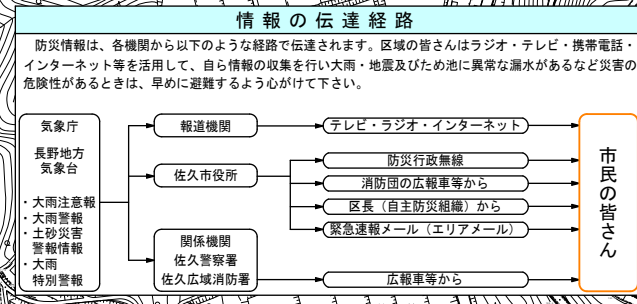 情報の伝達経路
防災情報は、各機関から以下のような経路で伝達されます。区域の皆さんはラジオ・テレビ・携帯電話・
インターネット等を活用して、自ら情報の収集を行い大雨・地震及びため池に異常な漏水があるなど災害の
危険性があるときは、早めに避難するよう心がけて下さい。
気象庁
長野地方
気象台
・大雨注意報
・大雨警報
・土砂災害
警報情報
・大雨
特別警報
報道機関
佐久市役所
関係機関
佐久警察署
佐久広域消防署
テレビ・ラジオ・インターネット
防災行政無線
消防団の広報車等から
区長（自主防災組織）から
緊急速報メール（エリアメール）
広報車等から
市民の皆さん